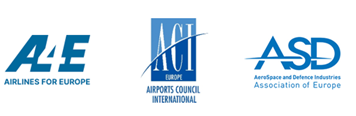 A4E
AIRLINES FOR EUROPE
ACI
EUROPE
AIRPORTS COUNCIL
INTERNATIONAL
ASD
AeroSpace and Defence Industries
Association of Europe